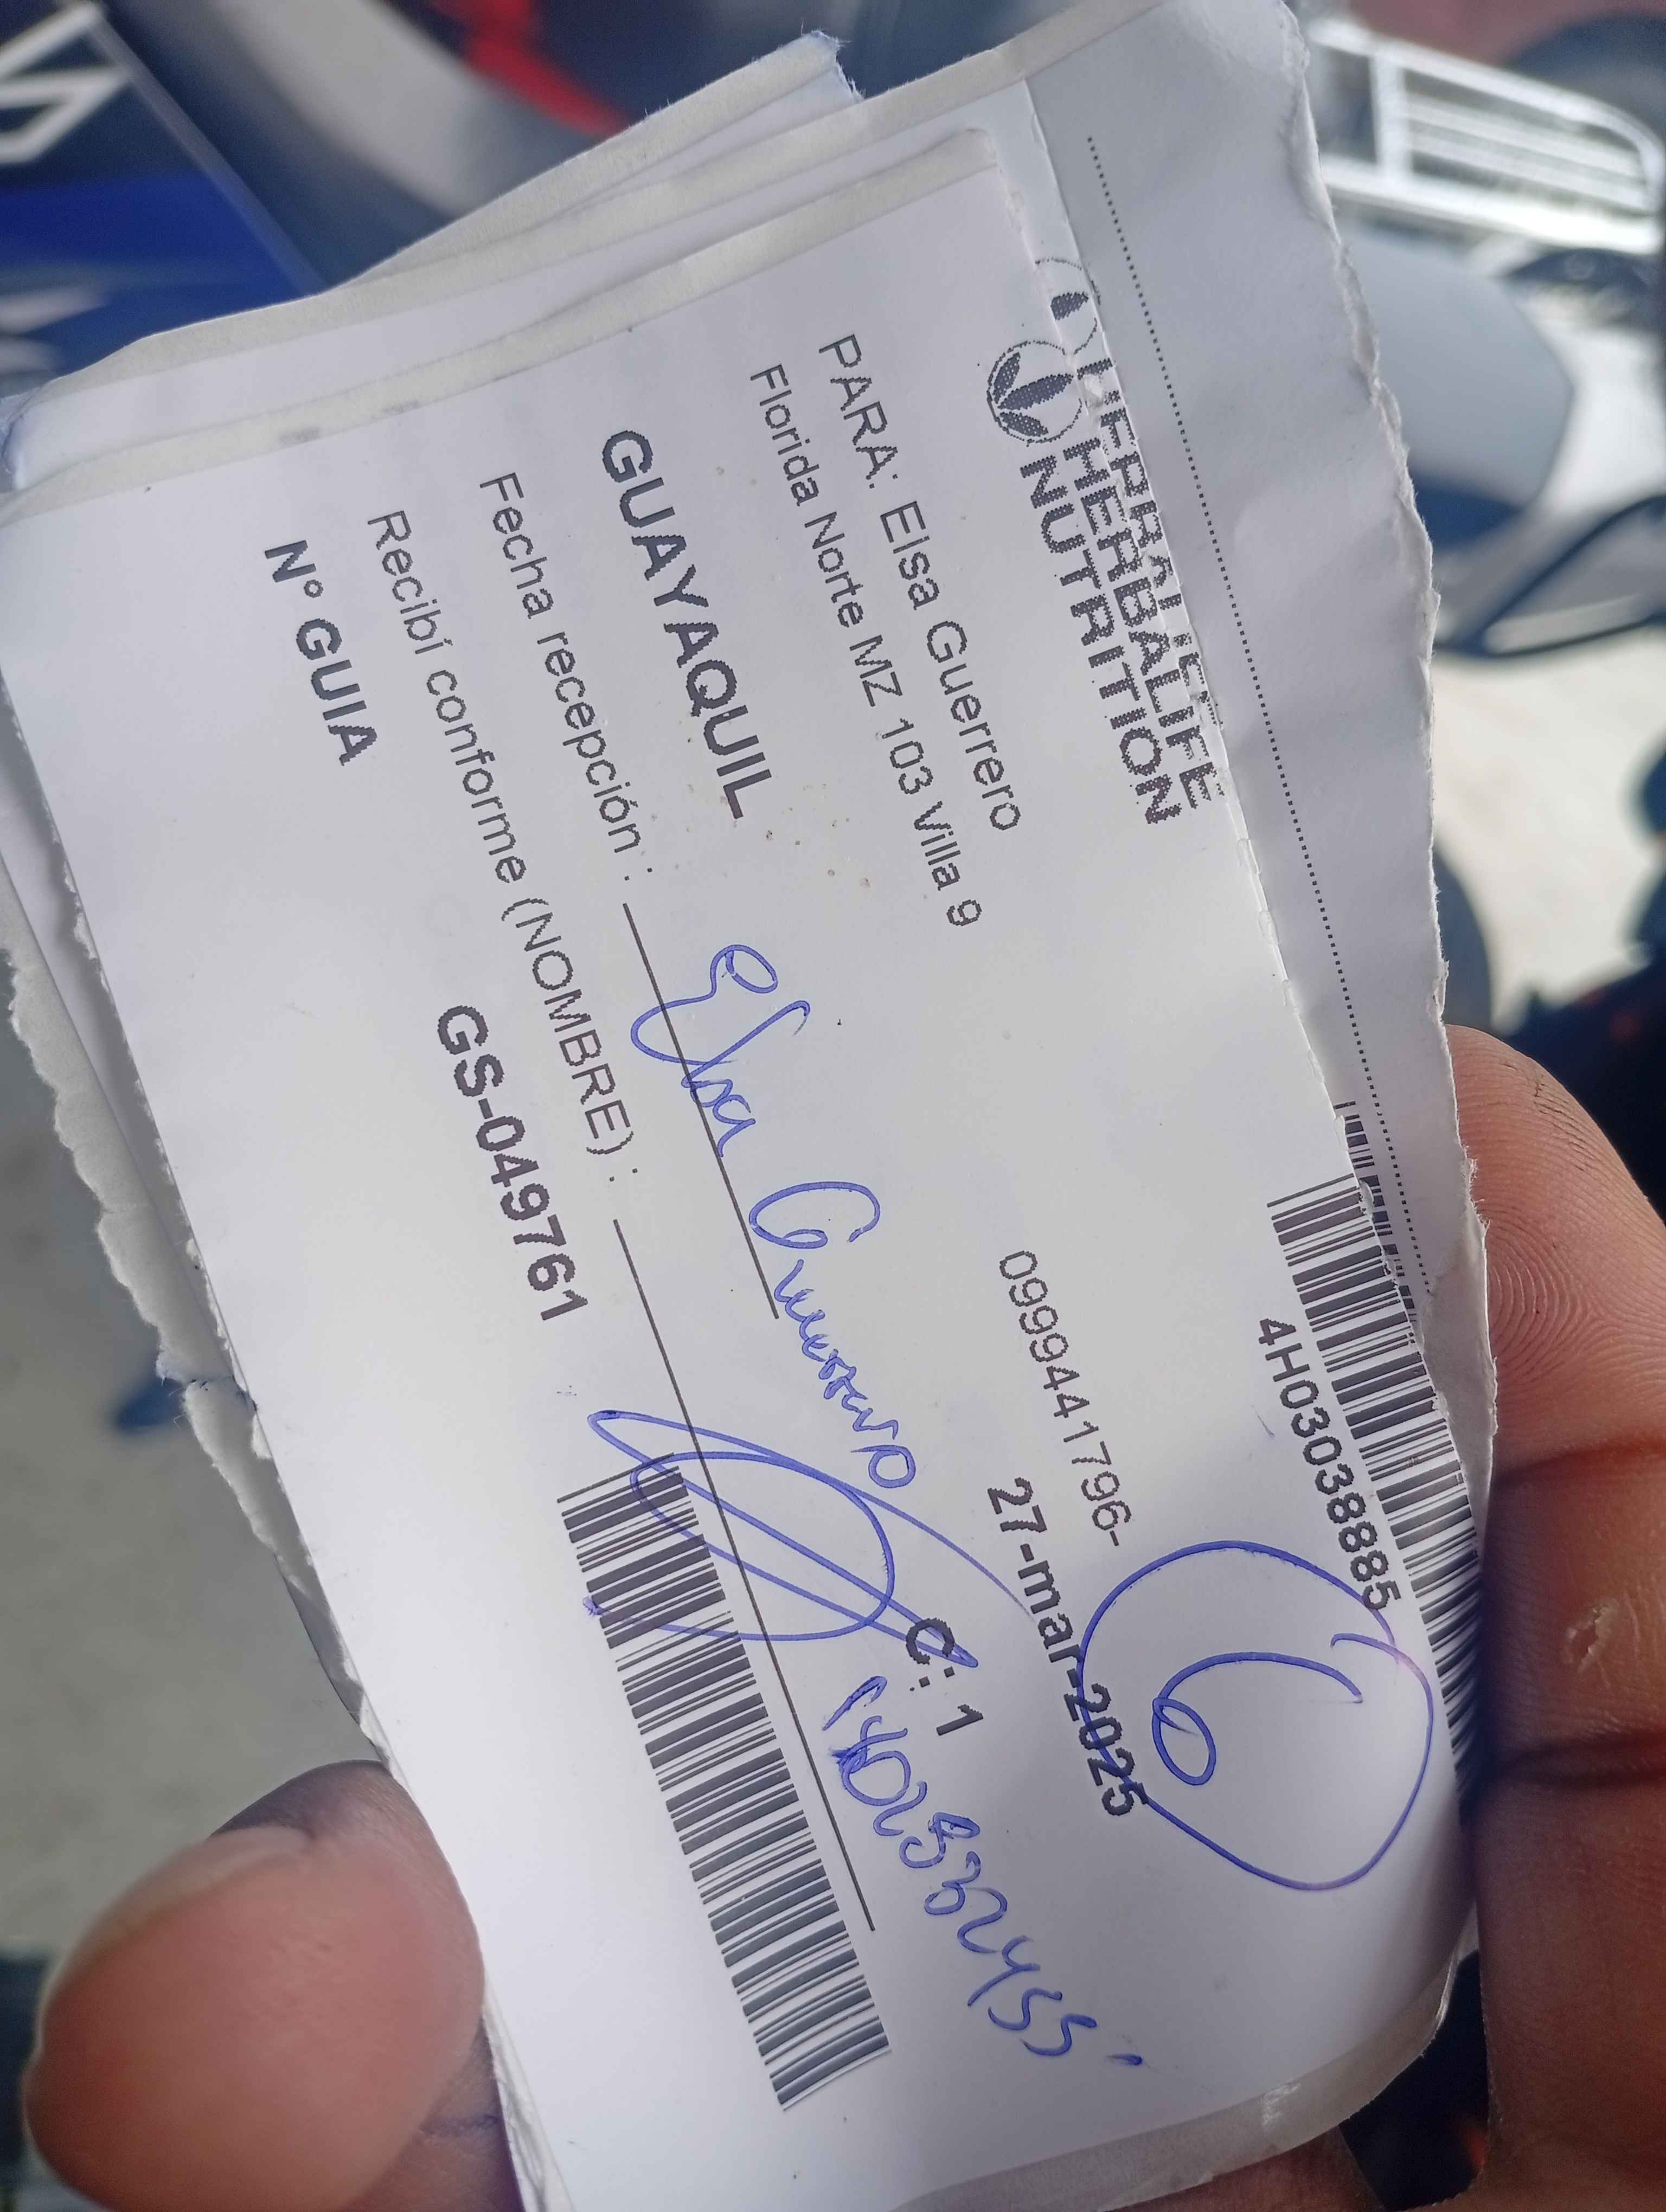 HERBALIFE
NUTRITION
4H03038885
6
PARA: Elsa Guerrero
0999441796-
Florida Norte MZ 103 Villa 9
27-mar-2025
GUAYAQUIL
C: 1
Fecha recepción :
Elsa Guerrero
Recibí conforme (NOMBRE) :
N° GUIA
GS-049761